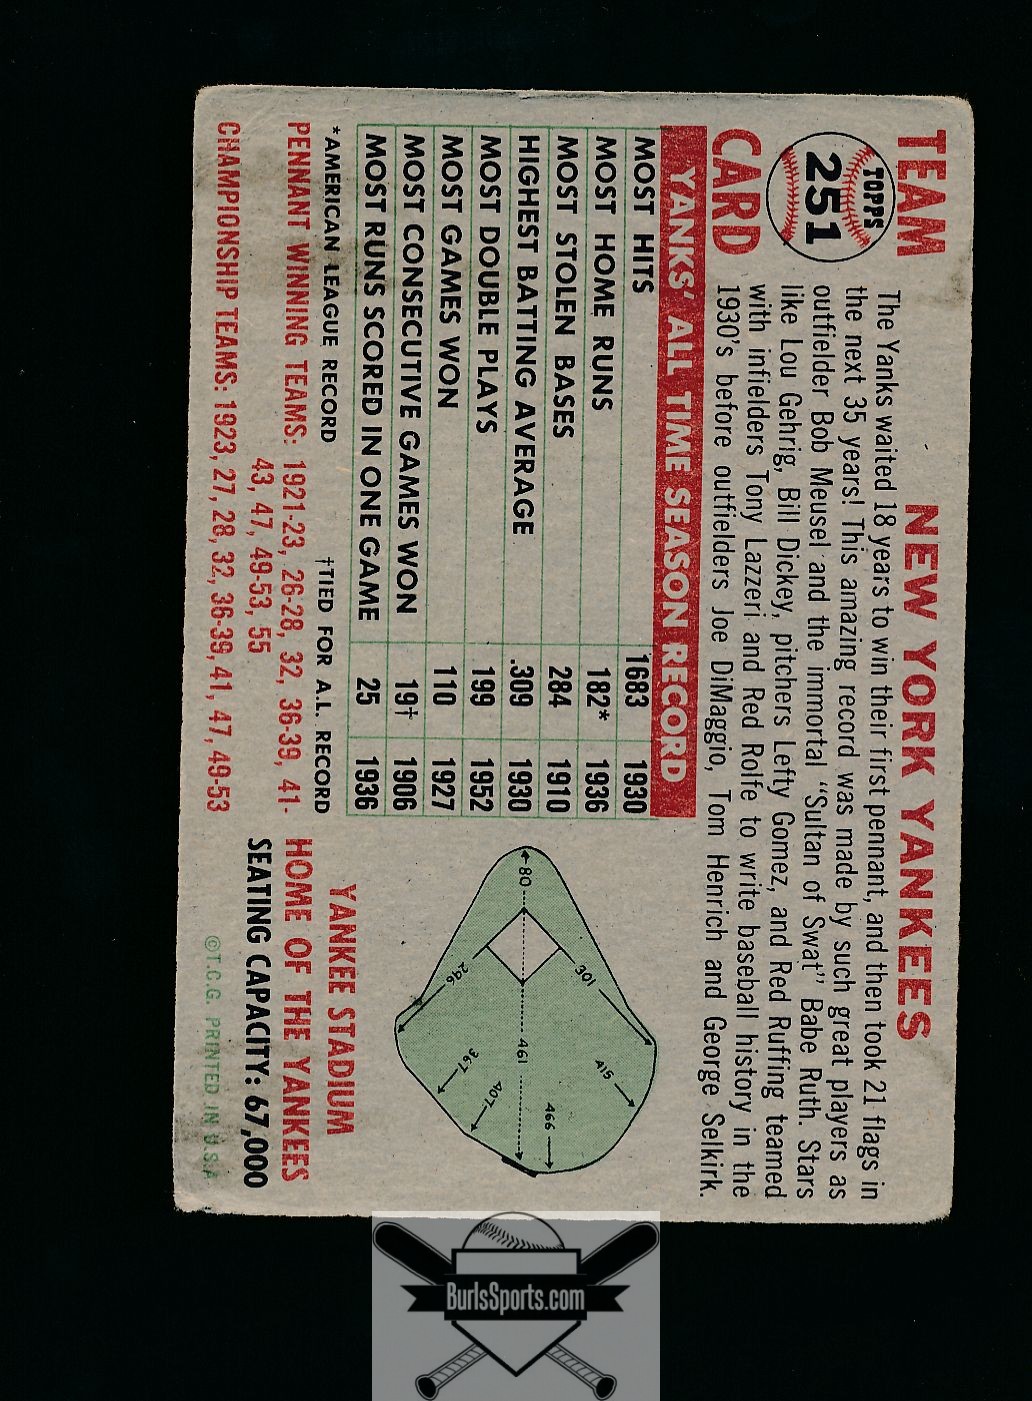 TEAM
TOPPS
251
CARD
NEW YORK YANKEES
The Yanks waited 18 years to win their first pennant, and then took 21 flags in
the next 35 years! This amazing record was made by such great players as
outfielder Bob Meusel and the immortal "Sultan of Swat" Babe Ruth. Stars
like Lou Gehrig, Bill Dickey, pitchers Lefty Gomez, and Red Ruffing teamed
with infielders Tony Lazzeri and Red Rolfe to write baseball history in the
1930's before outfielders Joe DiMaggio, Tom Henrich and George Selkirk.
YANKS' ALL TIME SEASON RECORD
MOST HITS 1683 1930
MOST HOME RUNS 182* 1936
MOST STOLEN BASES 284 1910
HIGHEST BATTING AVERAGE .309 1930
MOST DOUBLE PLAYS 199 1952
MOST GAMES WON 110 1927
MOST CONSECUTIVE GAMES WON 19† 1906
MOST RUNS SCORED IN ONE GAME 25 1936
*AMERICAN LEAGUE RECORD †TIED FOR A.L. RECORD
PENNANT WINNING TEAMS: 1921-23, 26-28, 32, 36-39, 41-
43, 47, 49-53, 55
CHAMPIONSHIP TEAMS: 1923, 27, 28, 32, 36-39, 41, 47, 49-53
80
301
296
415
461
367
407
466
YANKEE STADIUM
HOME OF THE YANKEES
SEATING CAPACITY: 67,000
©T.C.G. PRINTED IN U.S.A.
BurlsSports.com